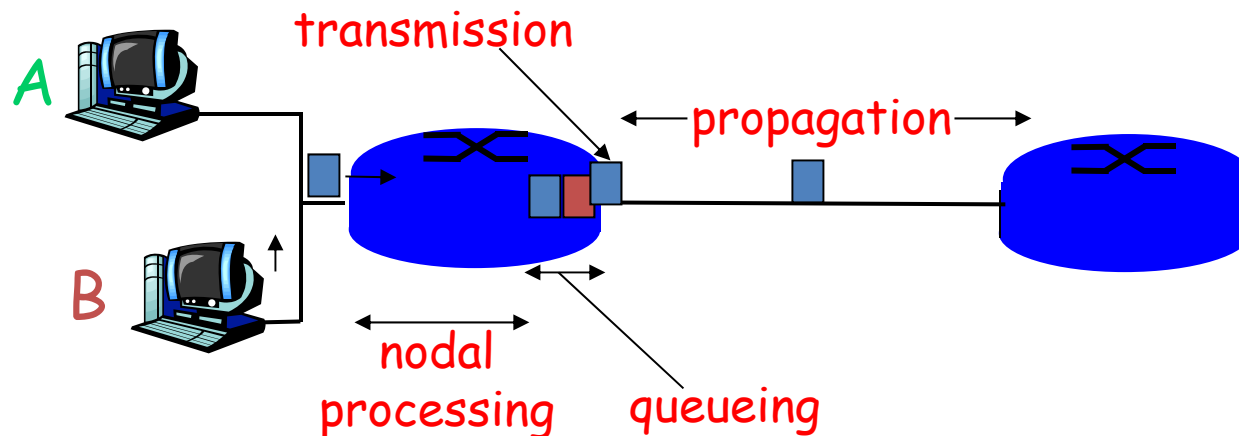 transmission
A
propagation
B
nodal
processing
queueing